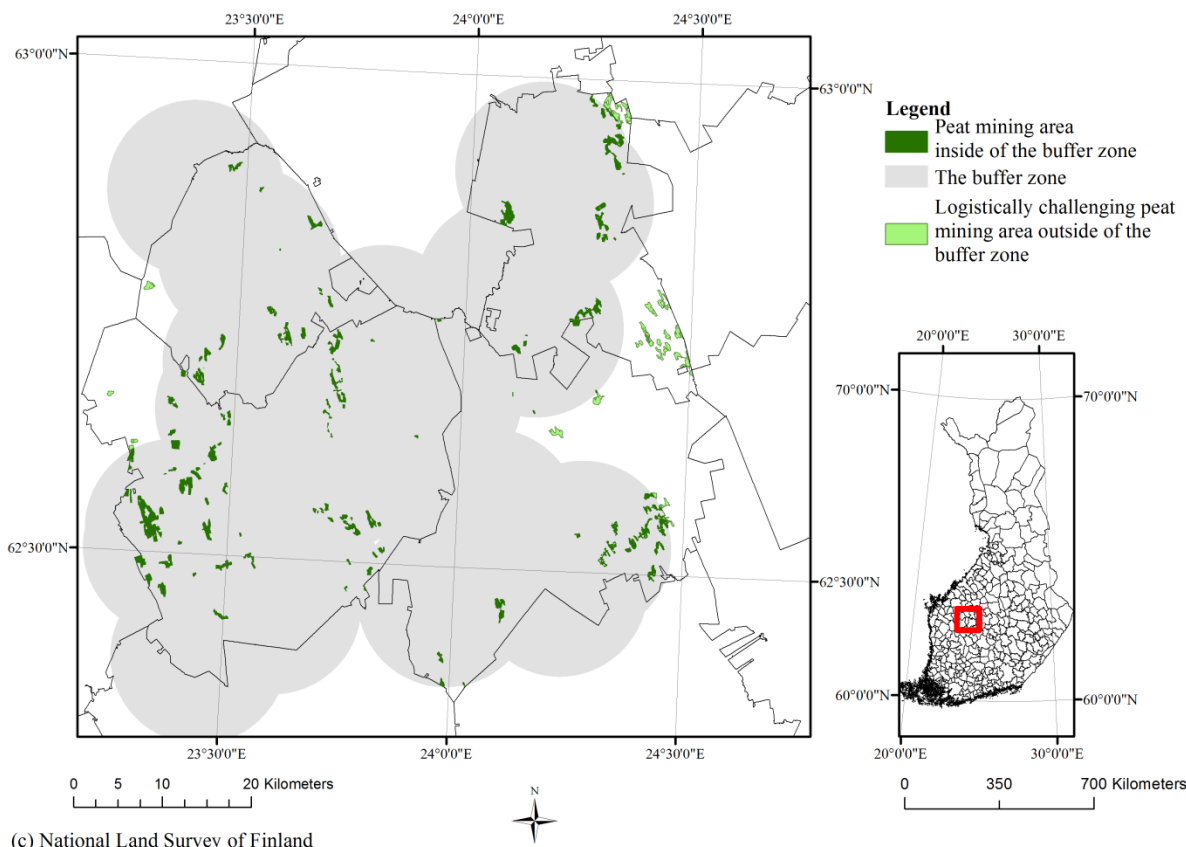 23°30'0"E
24°0'0"E
24°30'0"E
63°0'0"N
63°0'0"N
62°30'0"N
62°30'0"N
23°30'0"E
24°0'0"E
24°30'0"E
Legend
Peat mining area
inside of the buffer zone
The buffer zone
Logistically challenging peat
mining area outside of the
buffer zone
20°0'0"E
30°0'0"E
70°0'0"N
70°0'0"N
60°0'0"N
60°0'0"N
20°0'0"E
30°0'0"E
0 5 10 20 Kilometers
N
0 350 700 Kilometers
(c) National Land Survey of Finland